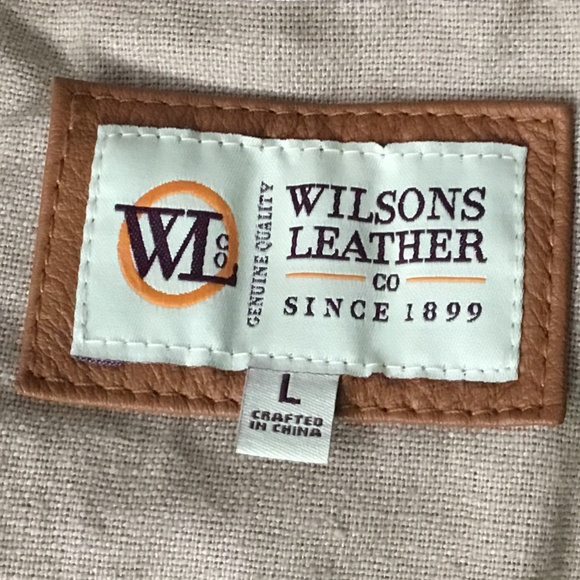 WL
CO
GENUINE QUALITY
WILSONS
LEATHER
CO
SINCE 1899
L
CRAFTED
IN CHINA